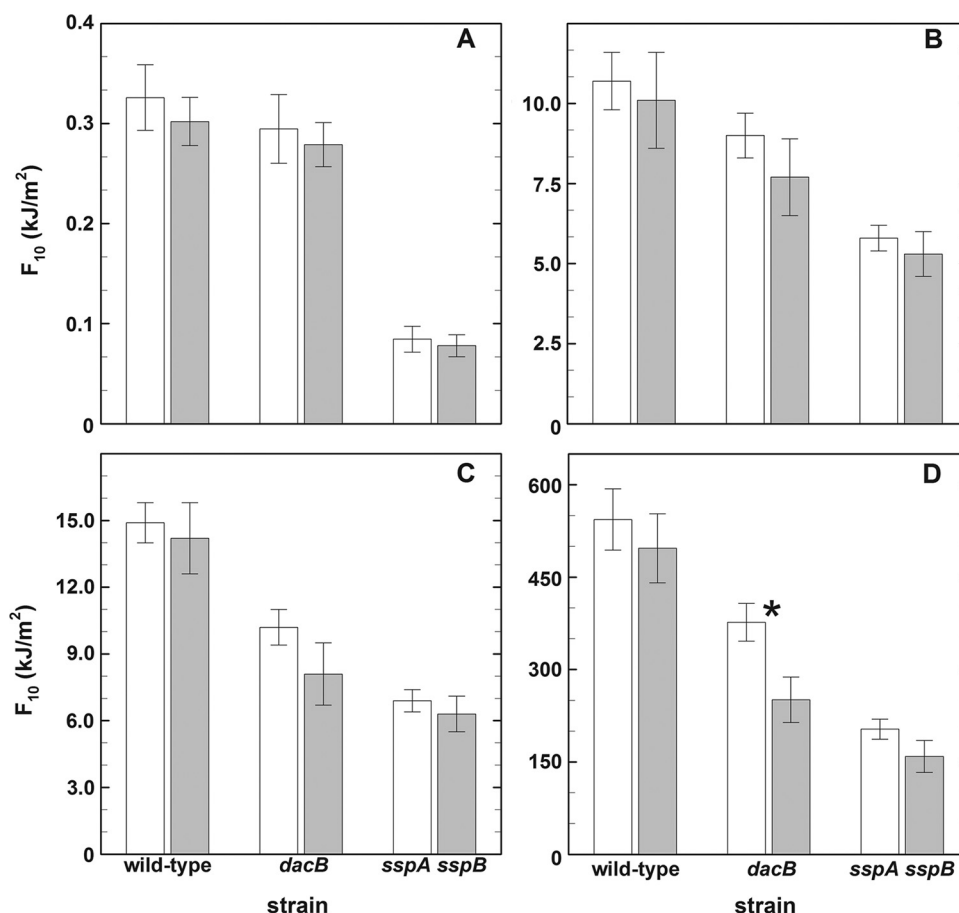 A
F10 (kJ/m2)
0.4
0.3
0.2
0.1
0
B
10.0
7.5
5.0
2.5
0
C
F10 (kJ/m2)
15.0
12.0
9.0
6.0
3.0
0
wild-type dacB sspA sspB
strain
D
600
450
300
150
0
*
wild-type dacB sspA sspB
strain